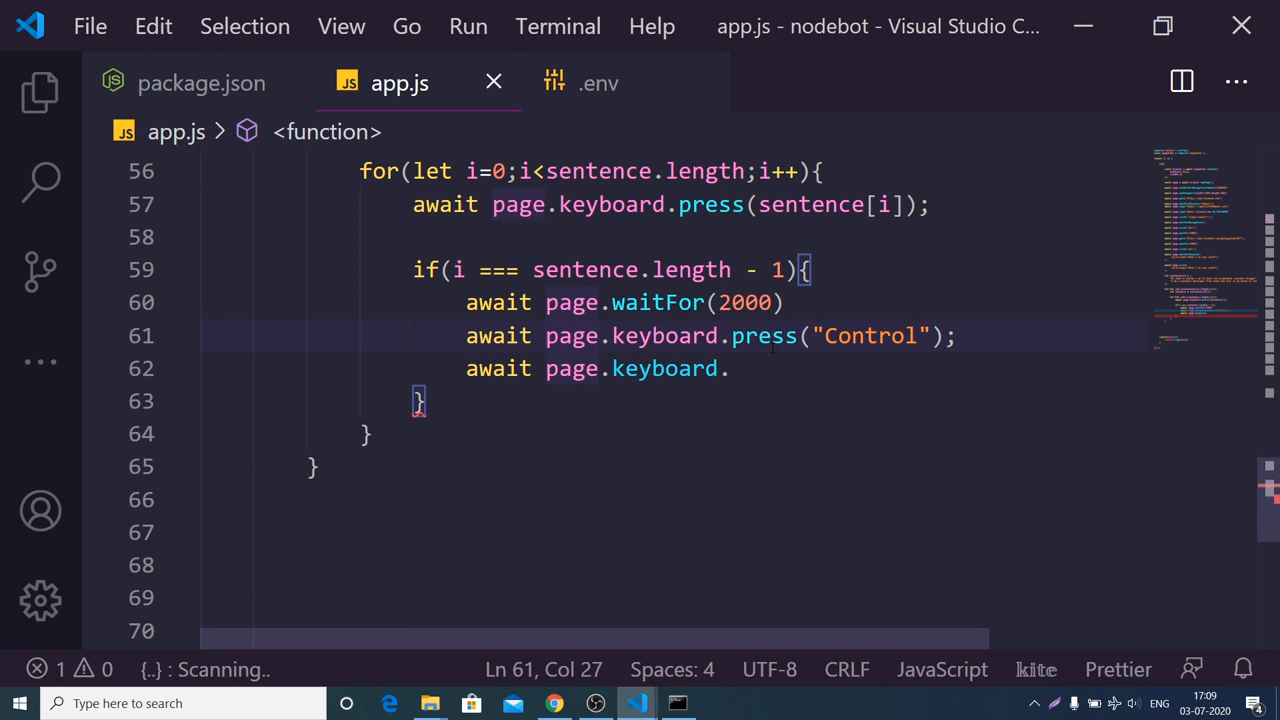 File Edit Selection View Go Run Terminal Help app.js - nodebot - Visual Studio C...
package.json app.js .env
app.js > <function>
56 for(let i=0;i<sentence.length;i++){
57 await page.keyboard.press(sentence[i]);
58
59 if(i === sentence.length - 1){
60 await page.waitFor(2000)
61 await page.keyboard.press("Control");
62 await page.keyboard.
63 }
64 }
65 }
66
67
68
69
70
1 0 {..} : Scanning.. Ln 61, Col 27 Spaces: 4 UTF-8 CRLF JavaScript kite Prettier
Type here to search ENG 17:09 03-07-2020 4